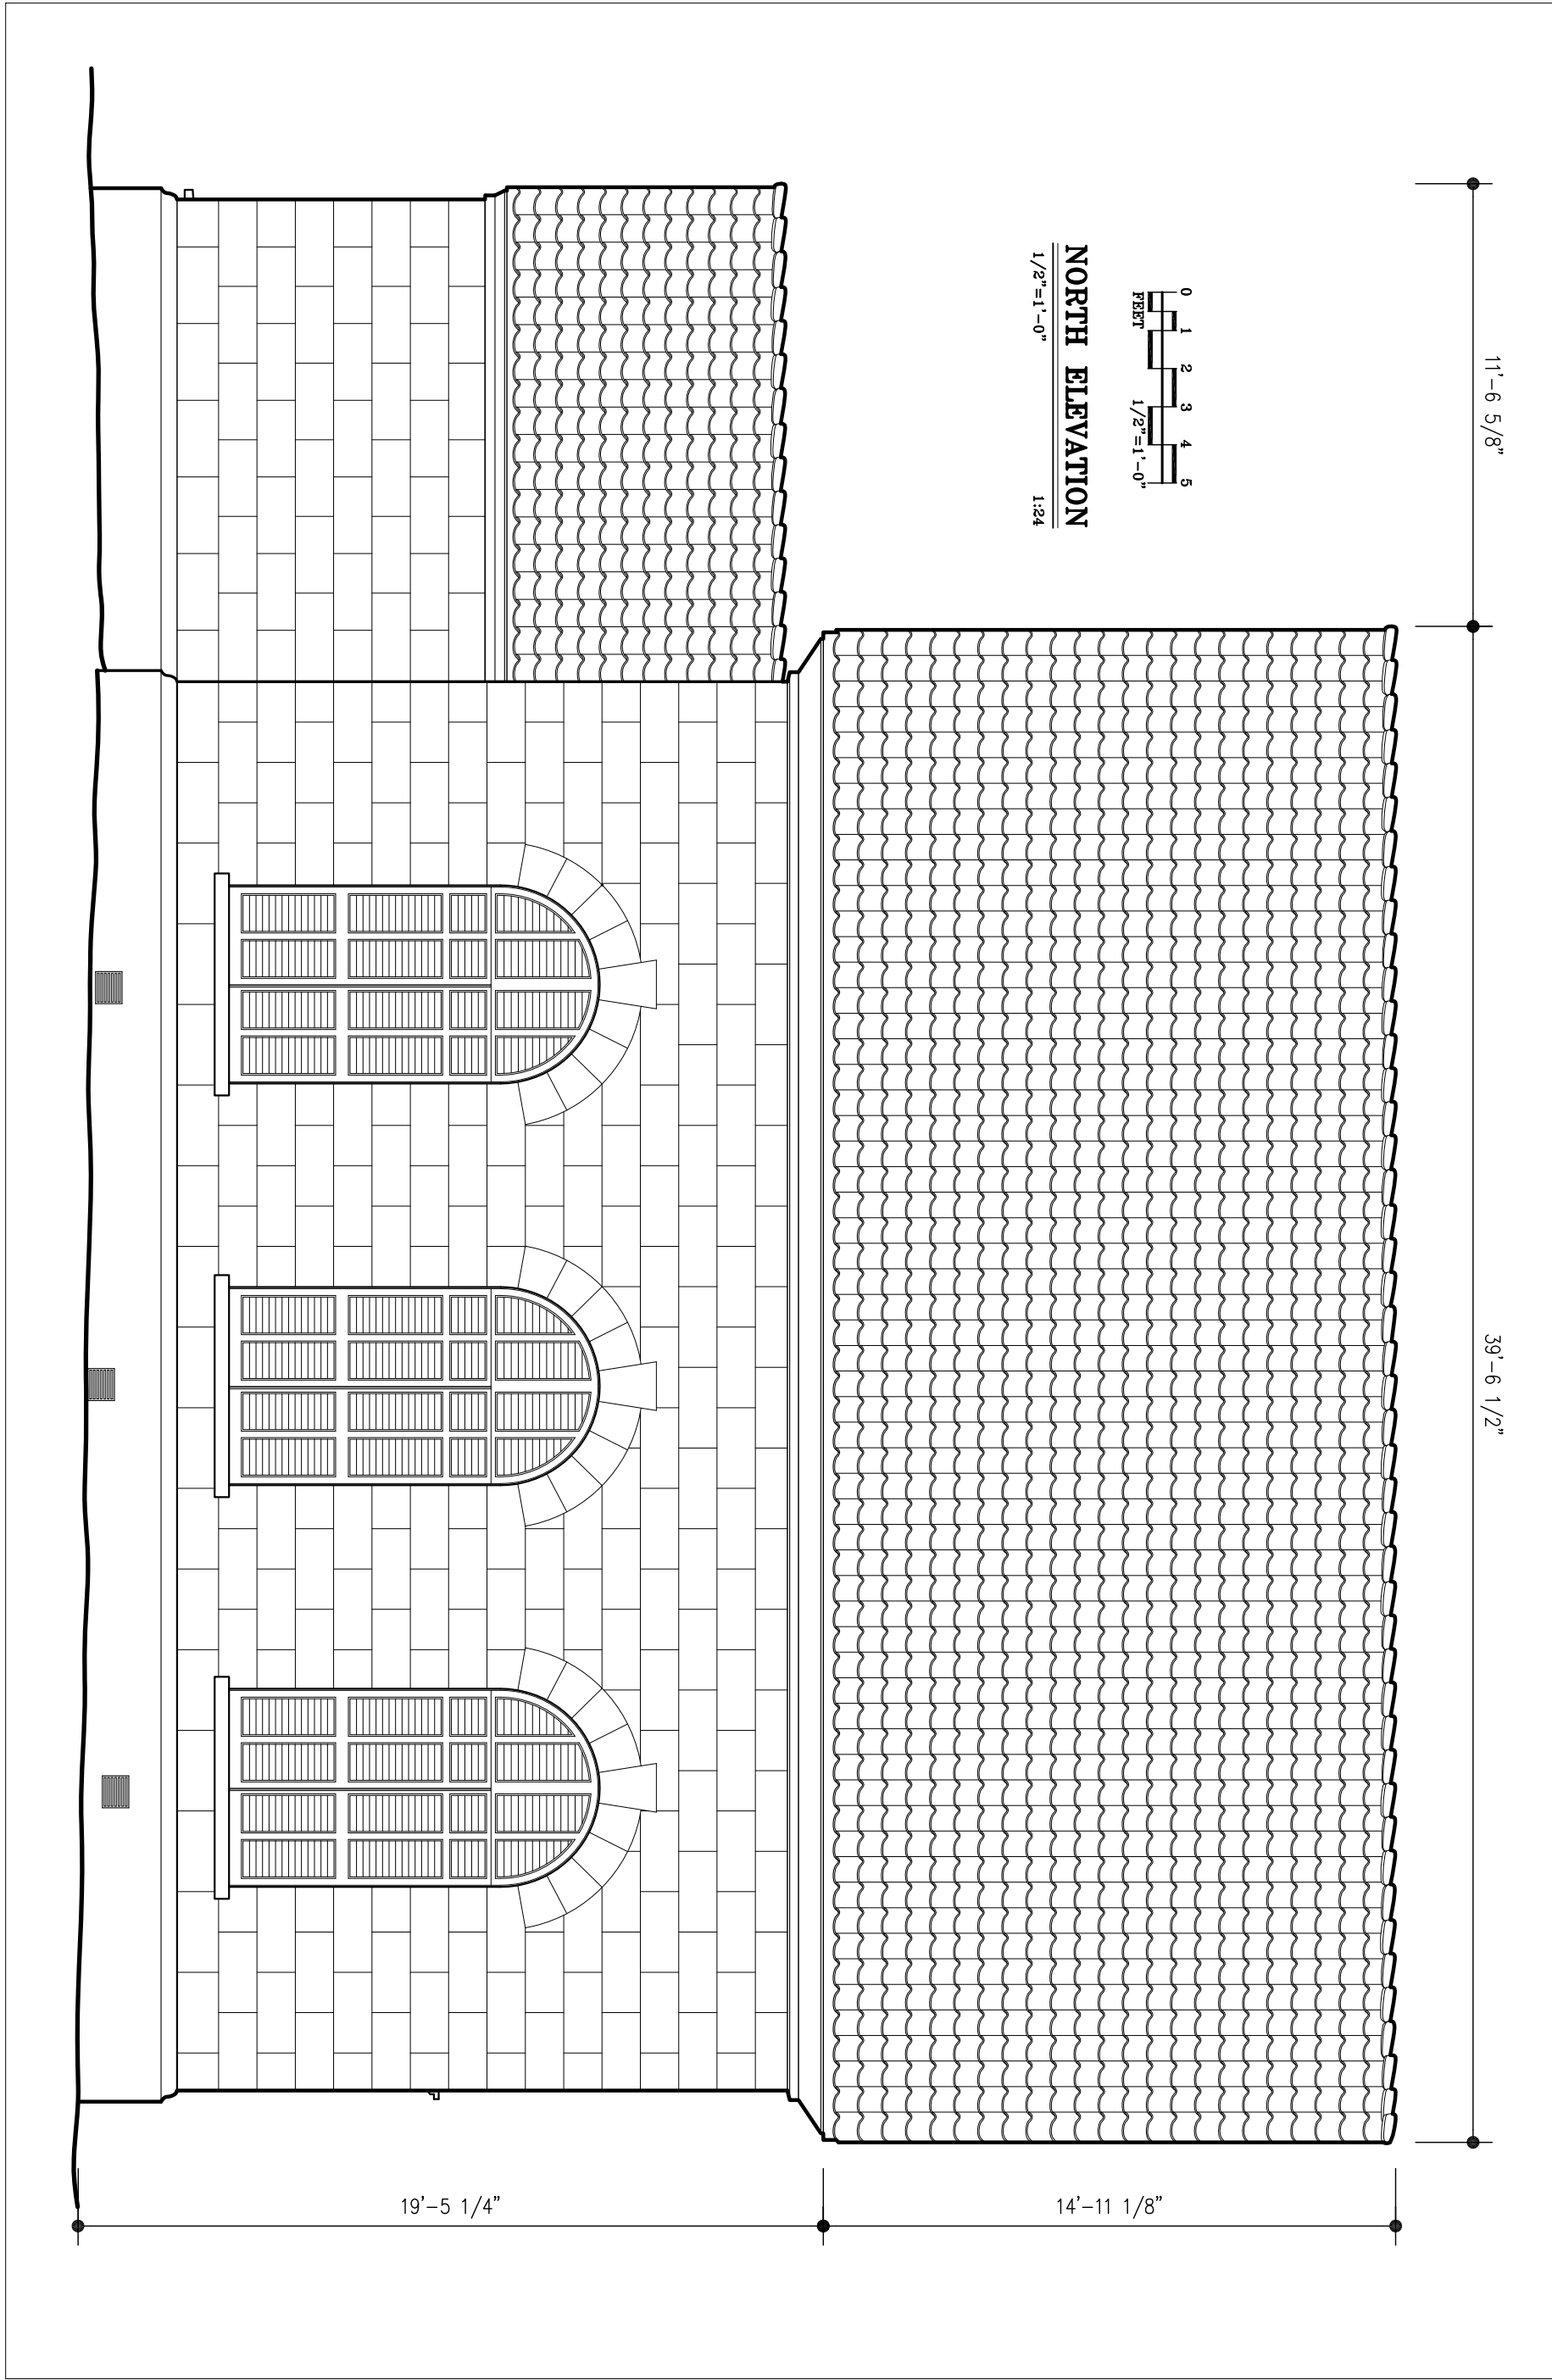 11'-6 5/8"
39'-6 1/2"
0 1 2 3 4 5
FEET 1/2"=1'-0"
NORTH ELEVATION
1/2"=1'-0" 1:24
14'-11 1/8"
19'-5 1/4"